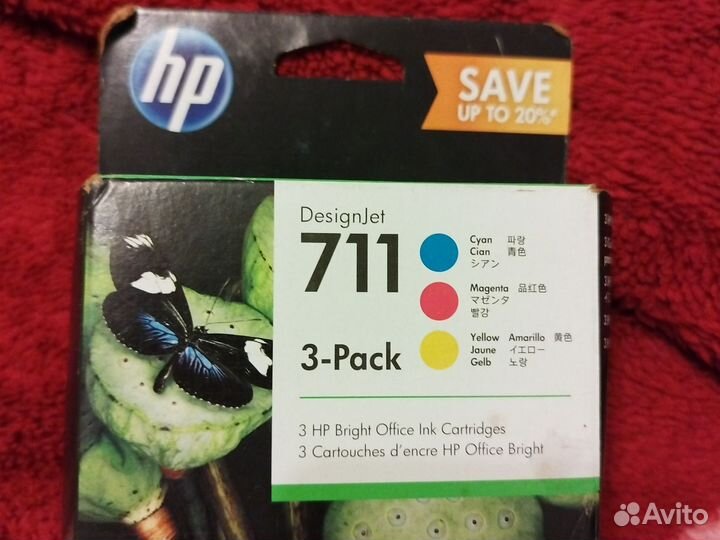 hp
SAVE
UP TO 20%*
DesignJet
711
3-Pack
Cyan 파랑
Cian 青色
シアン
Magenta 品红色
マゼンタ
빨강
Yellow Amarillo 黄色
Jaune イエロー
Gelb 노랑
3 HP Bright Office Ink Cartridges
3 Cartouches d'encre HP Office Bright
Avito